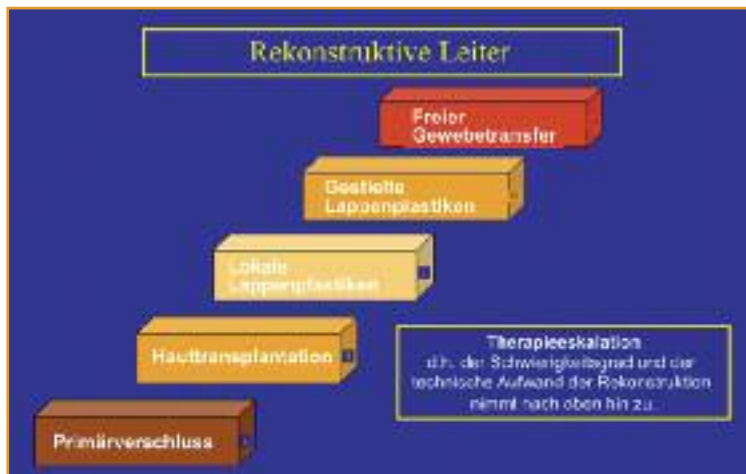 Rekonstruktive Leiter
Freier
Gewebetransfer
Gestielte
Lappenplastiken
Lokale
Lappenplastiken
Hauttransplantation
Primärverschluss
Therapieeskalation
d.h. der Schwierigkeitsgrad und der
technische Aufwand der Rekonstruktion
nimmt nach oben hin zu.